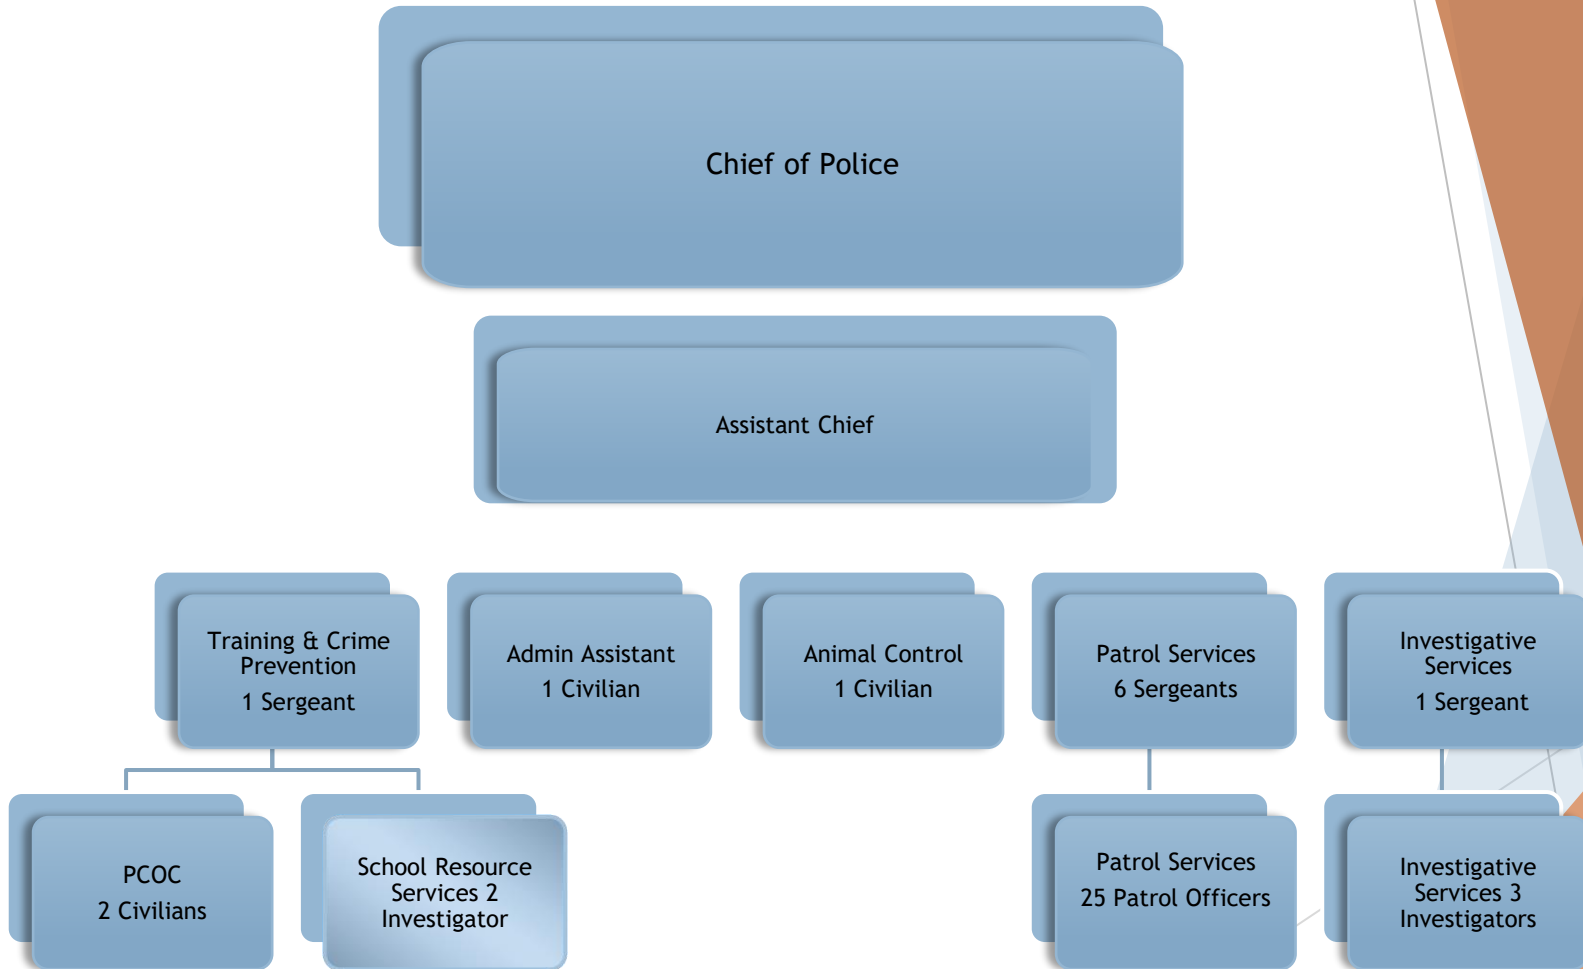 Chief of Police
Assistant Chief
Training & Crime
Prevention
1 Sergeant
Admin Assistant
1 Civilian
Animal Control
1 Civilian
Patrol Services
6 Sergeants
Investigative
Services
1 Sergeant
PCOC
2 Civilians
School Resource
Services 2
Investigator
Patrol Services
25 Patrol Officers
Investigative
Services 3
Investigators